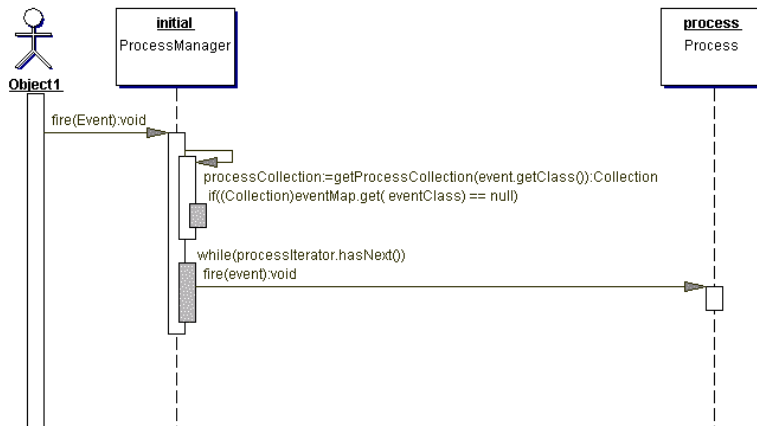 initial
ProcessManager
process
Process
Object1
fire(Event):void
processCollection:=getProcessCollection(event.getClass()):Collection
if((Collection)eventMap.get( eventClass) == null)
while(processIterator.hasNext())
fire(event):void